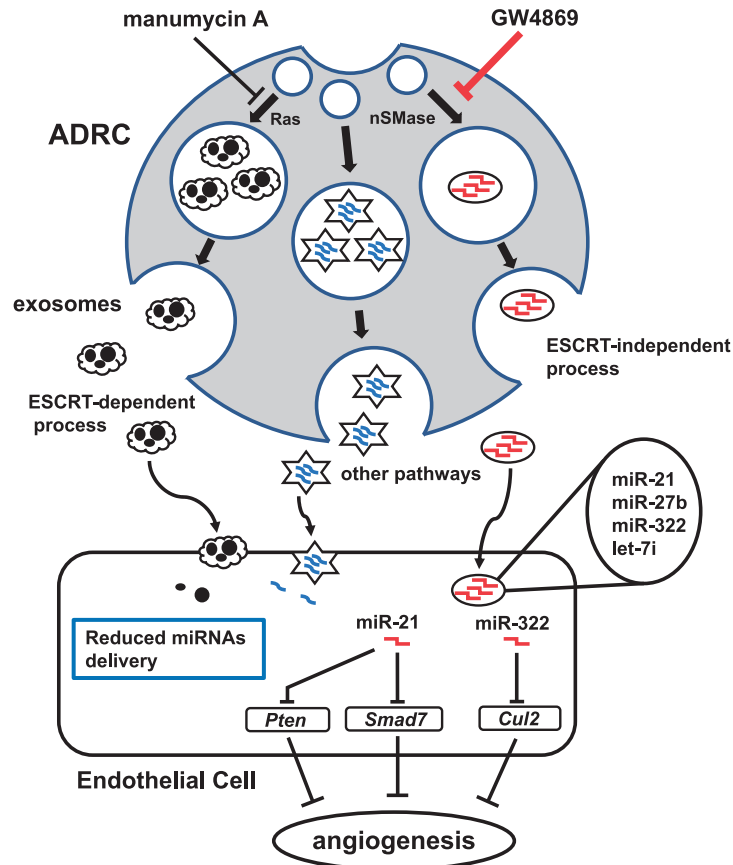 manumycin A
GW4869
Ras
nSMase
ADRC
exosomes
ESCRT-independent
process
ESCRT-dependent
process
other pathways
miR-21
miR-27b
miR-322
let-7i
Reduced miRNAs
delivery
miR-21
miR-322
Pten
Smad7
Cul2
Endothelial Cell
angiogenesis